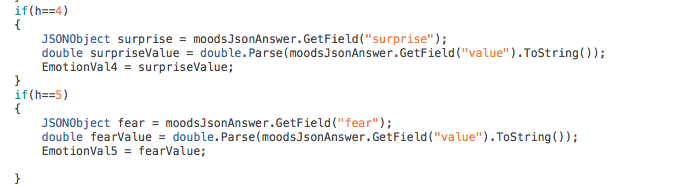 if(h==4)
{
JSONObject surprise = moodsJsonAnswer.GetField("surprise");
double surpriseValue = double.Parse(moodsJsonAnswer.GetField("value").ToString());
EmotionVal4 = surpriseValue;
}
if(h==5)
{
JSONObject fear = moodsJsonAnswer.GetField("fear");
double fearValue = double.Parse(moodsJsonAnswer.GetField("value").ToString());
EmotionVal5 = fearValue;
}